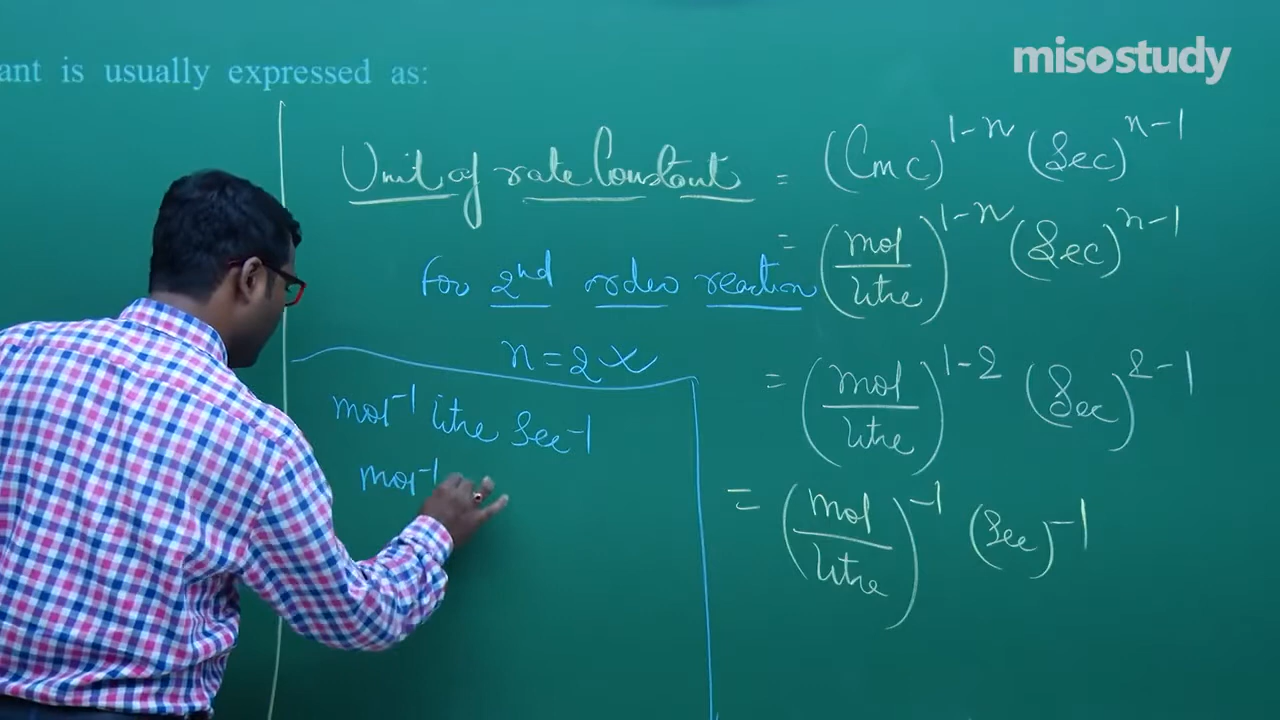 misostudy
ant is usually expressed as:
Unit of rate Constant = (Cmc)^1-n (Sec)^n-1
= (mol/litre)^1-n (Sec)^n-1
for 2nd order reaction
n=2
= (mol/litre)^1-2 (Sec)^2-1
mol^-1 litre Sec^-1
mol^-1
= (mol/litre)^-1 (Sec)^-1